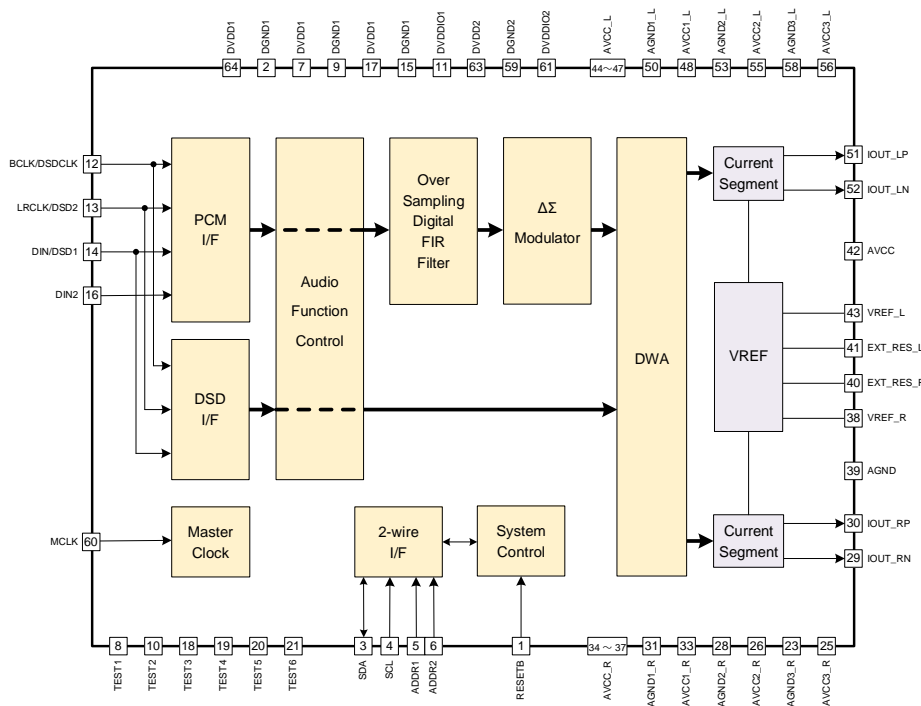 DVDD1
DGND1
DVDD1
DGND1
DVDD1
DGND1
DVDDIO1
DVDD2
DGND2
DVDDIO2
AVCC_L
AGND1_L
AVCC1_L
AGND2_L
AVCC2_L
AGND3_L
AVCC3_L
64
2
7
9
17
15
11
63
59
61
44～47
50
48
53
55
58
56
BCLK/DSDCLK
12
LRCLK/DSD2
13
DIN/DSD1
14
DIN2
16
MCLK
60
PCM
I/F
DSD
I/F
Master
Clock
Audio
Function
Control
Over
Sampling
Digital
FIR
Filter
ΔΣ
Modulator
2-wire
I/F
System
Control
DWA
Current
Segment
VREF
Current
Segment
51
IOUT_LP
52
IOUT_LN
42
AVCC
43
VREF_L
41
EXT_RES_L
40
EXT_RES_
38
VREF_R
39
AGND
30
IOUT_RP
29
IOUT_RN
8
10
18
19
20
21
3
4
5
6
1
34 ～ 37
31
33
28
26
23
25
TEST1
TEST2
TEST3
TEST4
TEST5
TEST6
SDA
SCL
ADDR1
ADDR2
RESETB
AVCC_R
AGND1_R
AVCC1_R
AGND2_R
AVCC2_R
AGND3_R
AVCC3_R